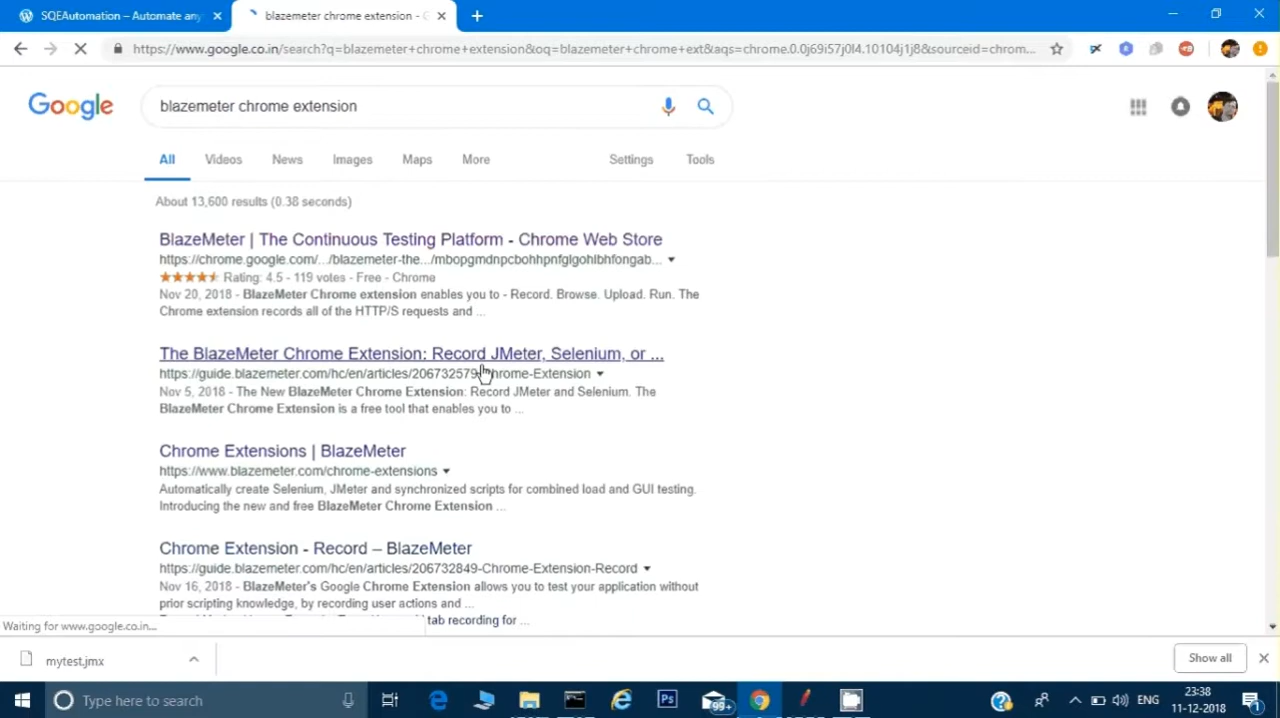 SQEAutomation – Automate any
blazemeter chrome extension - G
https://www.google.co.in/search?q=blazemeter+chrome+extension&oq=blazemeter+chrome+ext&aqs=chrome.0.0j69i57j0l4.10104j1j8&sourceid=chrom...
Google
blazemeter chrome extension
All Videos News Images Maps More Settings Tools
About 13,600 results (0.38 seconds)
BlazeMeter | The Continuous Testing Platform - Chrome Web Store
https://chrome.google.com/.../blazemeter-the.../mbopgmdnpcbohhpnfglgohlbhfongab...
Rating: 4.5 - 119 votes - Free - Chrome
Nov 20, 2018 - BlazeMeter Chrome extension enables you to - Record. Browse. Upload. Run. The
Chrome extension records all of the HTTP/S requests and ...
The BlazeMeter Chrome Extension: Record JMeter, Selenium, or ...
https://guide.blazemeter.com/hc/en/articles/206732579-Chrome-Extension
Nov 5, 2018 - The New BlazeMeter Chrome Extension: Record JMeter and Selenium. The
BlazeMeter Chrome Extension is a free tool that enables you to ...
Chrome Extensions | BlazeMeter
https://www.blazemeter.com/chrome-extensions
Automatically create Selenium, JMeter and synchronized scripts for combined load and GUI testing.
Introducing the new and free BlazeMeter Chrome Extension ...
Chrome Extension - Record – BlazeMeter
https://guide.blazemeter.com/hc/en/articles/206732849-Chrome-Extension-Record
Nov 16, 2018 - BlazeMeter's Google Chrome Extension allows you to test your application without
prior scripting knowledge, by recording user actions and ...
tab recording for ...
Waiting for www.google.co.in...
mytest.jmx
Show all
Type here to search
Ps
99+
ENG
23:38
11-12-2018
1